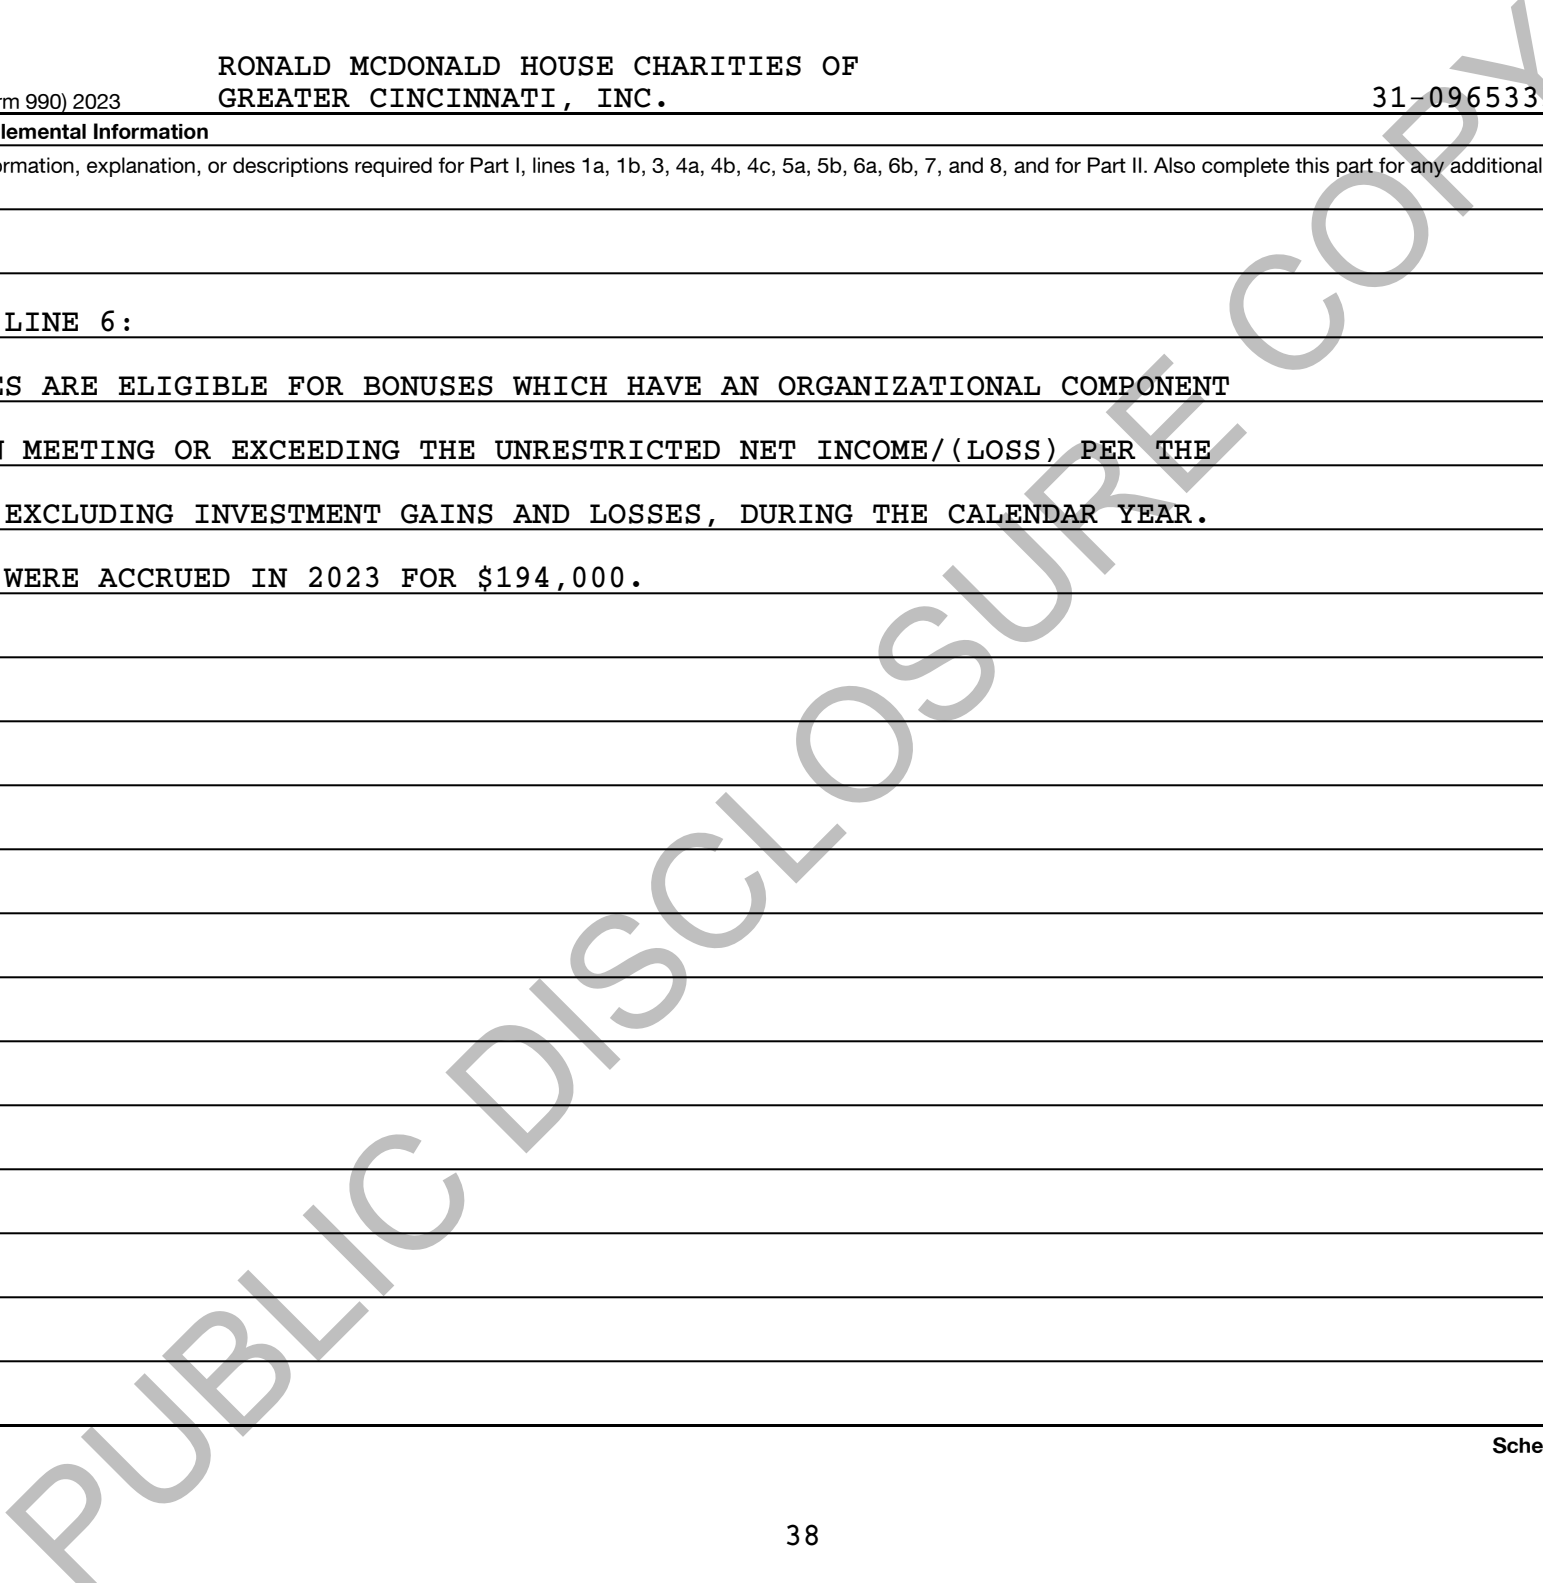 RONALD MCDONALD HOUSE CHARITIES OF
rm 990) 2023 GREATER CINCINNATI, INC. 31-096533
lemental Information
ormation, explanation, or descriptions required for Part I, lines 1a, 1b, 3, 4a, 4b, 4c, 5a, 5b, 6a, 6b, 7, and 8, and for Part II. Also complete this part for any additional
LINE 6:
ES ARE ELIGIBLE FOR BONUSES WHICH HAVE AN ORGANIZATIONAL COMPONENT
N MEETING OR EXCEEDING THE UNRESTRICTED NET INCOME/(LOSS) PER THE
EXCLUDING INVESTMENT GAINS AND LOSSES, DURING THE CALENDAR YEAR.
WERE ACCRUED IN 2023 FOR $194,000.
PUBLIC DISCLOSURE COPY
Sche
38